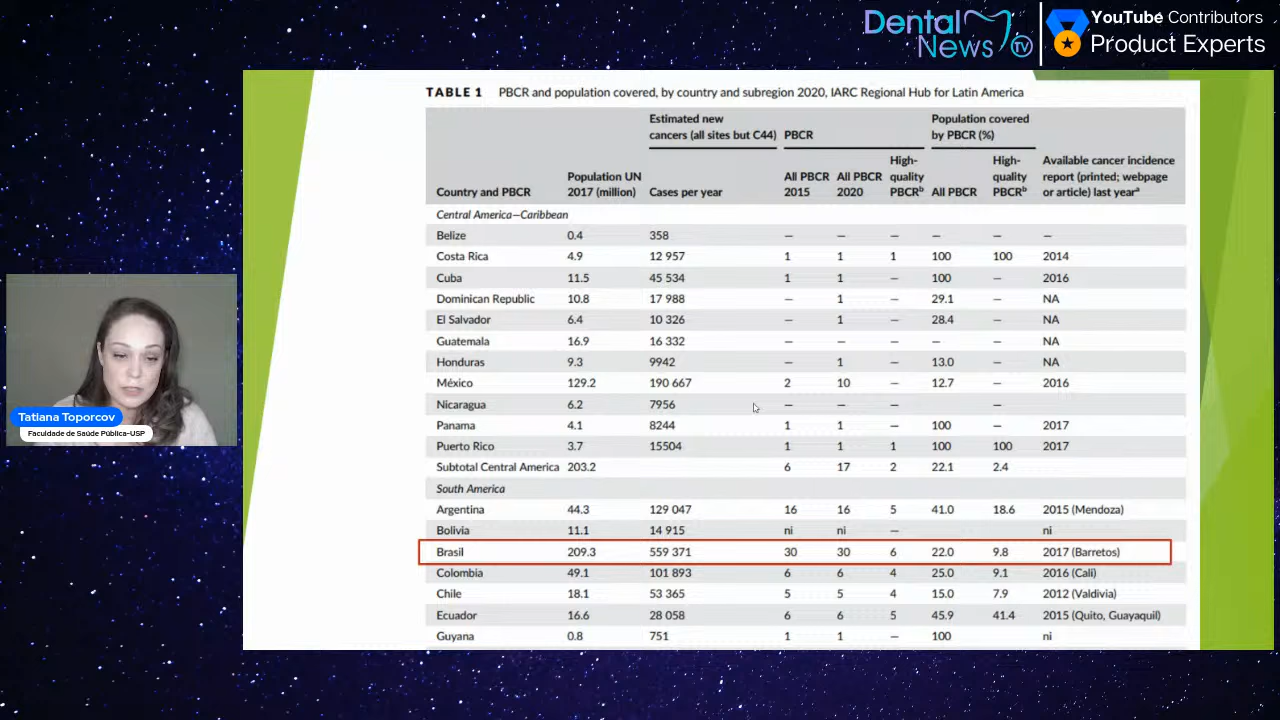 Dental News TV
YouTube Contributors
Product Experts
TABLE 1 PBCR and population covered, by country and subregion 2020, IARC Regional Hub for Latin America
Country and PBCR | Population UN 2017 (million) | Estimated new cancers (all sites but C44) Cases per year | PBCR All PBCR 2015 | All PBCR 2020 | High-quality PBCRb | Population covered by PBCR (%) All PBCR | High-quality PBCRb | Available cancer incidence report (printed; webpage or article) last yeara
Central America—Caribbean
Belize 0.4 358 — — — — — —
Costa Rica 4.9 12 957 1 1 1 100 100 2014
Cuba 11.5 45 534 1 1 — 100 — 2016
Dominican Republic 10.8 17 988 — 1 29.1 — NA
El Salvador 6.4 10 326 — 1 28.4 — NA
Guatemala 16.9 16 332 — — — — — NA
Honduras 9.3 9942 — 1 — 13.0 — NA
México 129.2 190 667 2 10 — 12.7 — 2016
Nicaragua 6.2 7956 — — — —
Panama 4.1 8244 1 1 — 100 — 2017
Puerto Rico 3.7 15504 1 1 1 100 100 2017
Subtotal Central America 203.2 6 17 2 22.1 2.4
South America
Argentina 44.3 129 047 16 16 5 41.0 18.6 2015 (Mendoza)
Bolivia 11.1 14 915 ni ni — ni
Brasil 209.3 559 371 30 30 6 22.0 9.8 2017 (Barretos)
Colombia 49.1 101 893 6 6 4 25.0 9.1 2016 (Cali)
Chile 18.1 53 365 5 5 4 15.0 7.9 2012 (Valdivia)
Ecuador 16.6 28 058 6 6 5 45.9 41.4 2015 (Quito, Guayaquil)
Guyana 0.8 751 1 1 — 100 ni
Tatiana Toporcov
Faculdade de Saúde Pública-USP